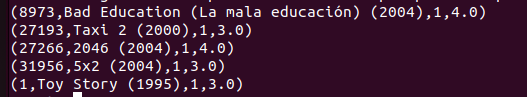 (8973,Bad Education (La mala educación) (2004),1,4.0)
(27193,Taxi 2 (2000),1,3.0)
(27266,2046 (2004),1,4.0)
(31956,5x2 (2004),1,3.0)
(1,Toy Story (1995),1,3.0)